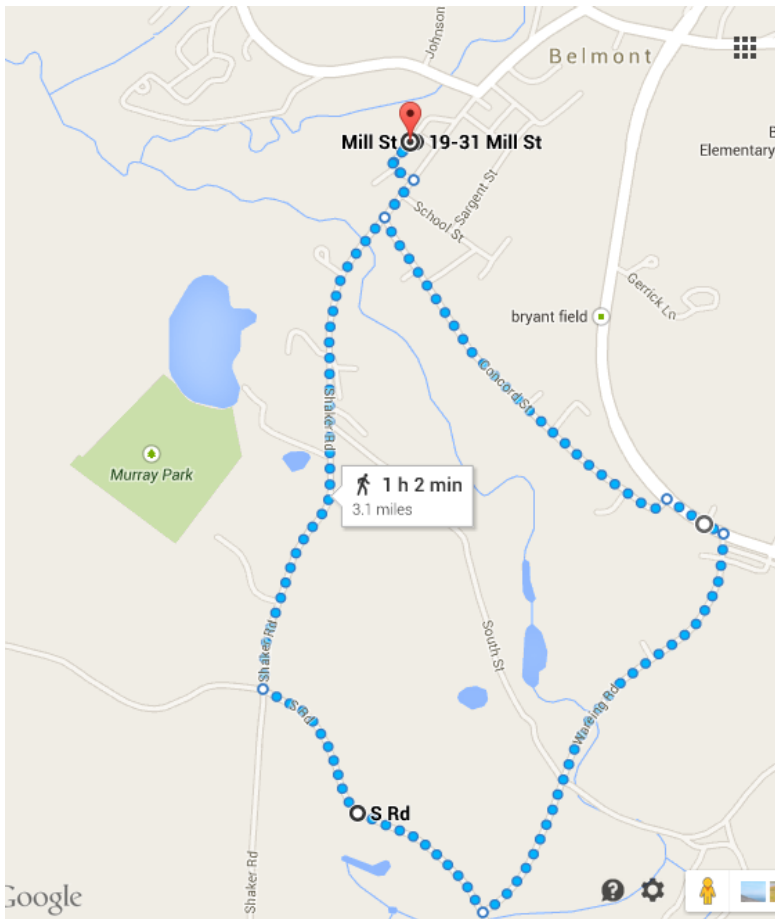 Johnson
Belmont
Mill St
19-31 Mill St
B
Elementary
Sargent St
School St
Gerrick Ln
bryant field
Concord St
Shaker Rd
Murray Park
1 h 2 min
3.1 miles
South St
Shaker Rd
S Rd
Wareing Rd
S Rd
Shaker Rd
Google